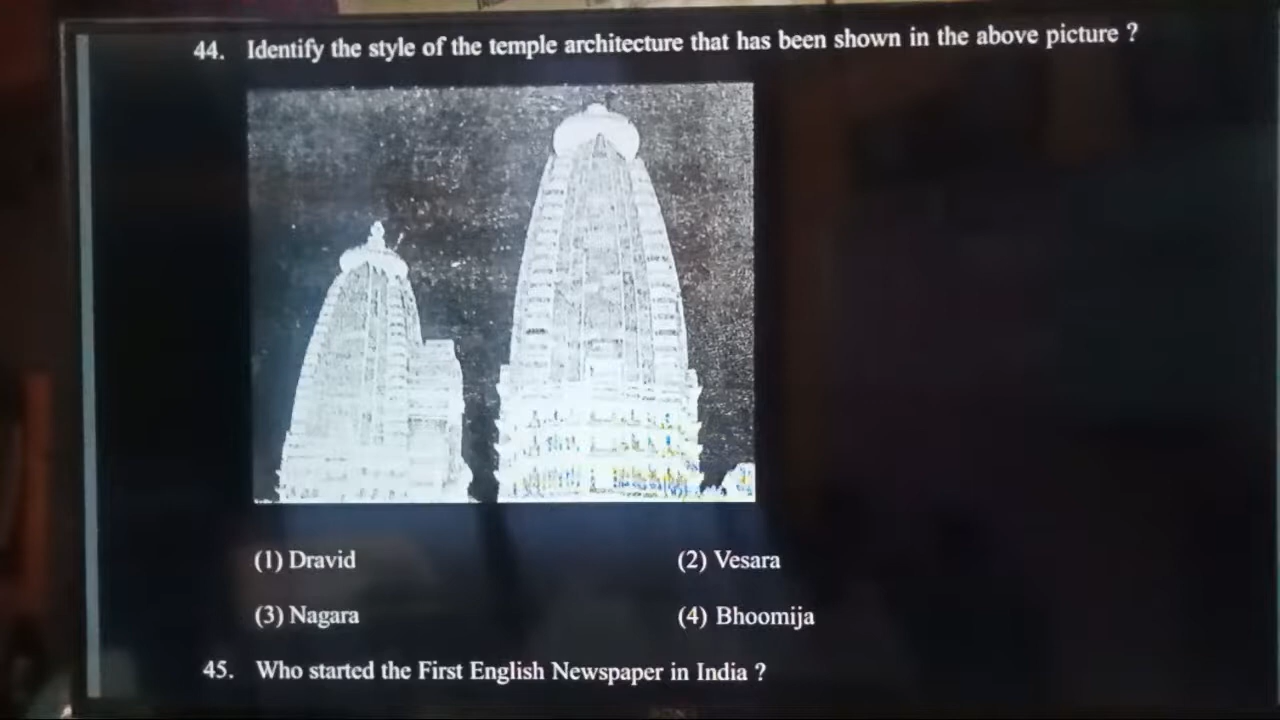 44. Identify the style of the temple architecture that has been shown in the above picture ?
(1) Dravid
(2) Vesara
(3) Nagara
(4) Bhoomija
45. Who started the First English Newspaper in India ?